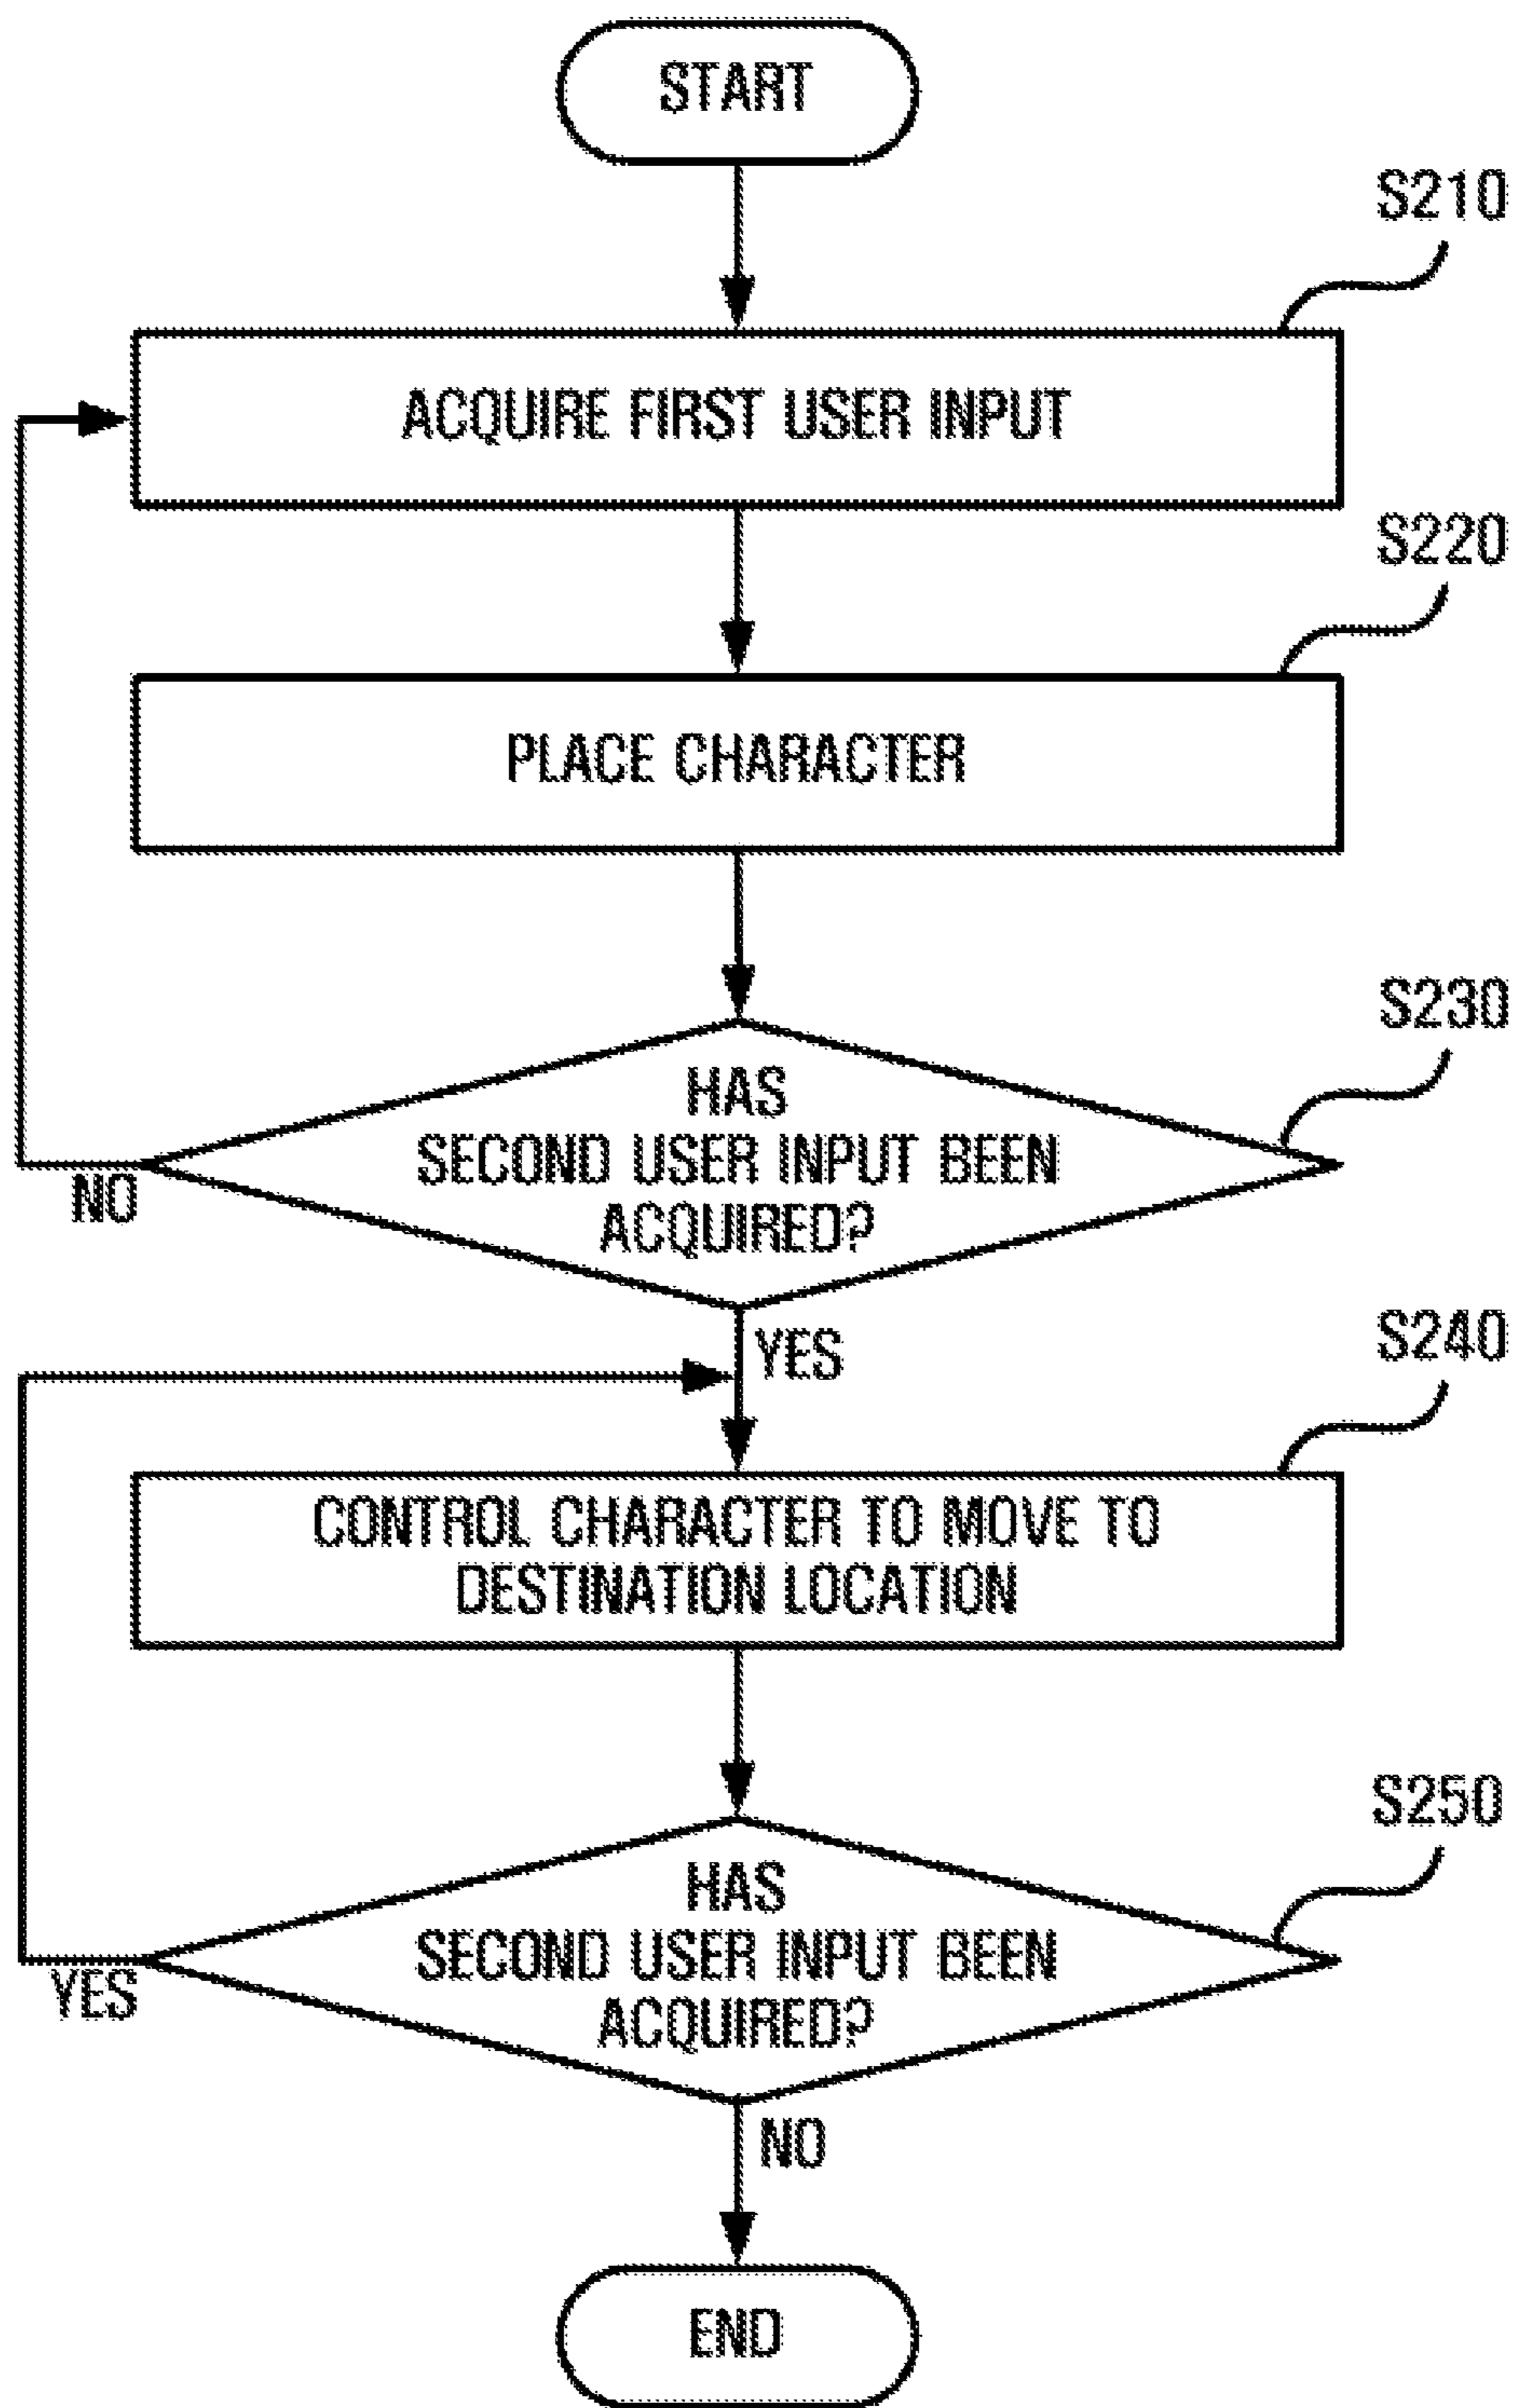 START
S210
ACQUIRE FIRST USER INPUT
S220
PLACE CHARACTER
S230
HAS
SECOND USER INPUT BEEN
ACQUIRED?
NO
YES
S240
CONTROL CHARACTER TO MOVE TO
DESTINATION LOCATION
S250
HAS
SECOND USER INPUT BEEN
ACQUIRED?
YES
NO
END